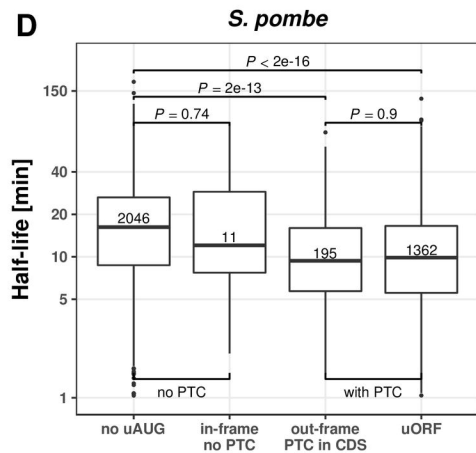 D
S. pombe
P < 2e-16
P = 2e-13
P = 0.74
P = 0.9
Half-life [min]
150
40
20
10
5
1
2046
11
195
1362
no PTC
with PTC
no uAUG
in-frame
no PTC
out-frame
PTC in CDS
uORF